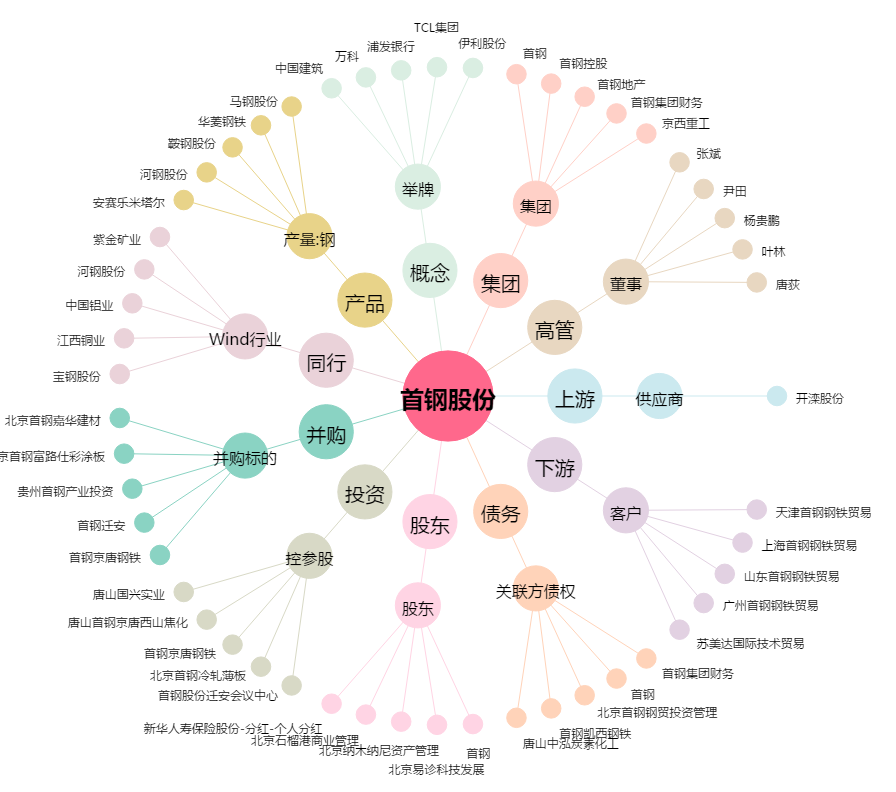 TCL集团
浦发银行
伊利股份
万科
中国建筑
首钢
首钢控股
首钢地产
首钢集团财务
京西重工
马钢股份
华菱钢铁
鞍钢股份
河钢股份
安赛乐米塔尔
举牌
集团
张斌
尹田
杨贵鹏
叶林
唐荻
产量:钢
紫金矿业
河钢股份
中国铝业
江西铜业
宝钢股份
概念
集团
董事
产品
高管
Wind行业
同行
首钢股份
上游
供应商
开滦股份
北京首钢嘉华建材
京首钢富路仕彩涂板
贵州首钢产业投资
首钢迁安
首钢京唐钢铁
并购标的
并购
下游
投资
股东
债务
客户
天津首钢钢铁贸易
上海首钢钢铁贸易
山东首钢钢铁贸易
广州首钢钢铁贸易
苏美达国际技术贸易
控参股
唐山国兴实业
唐山首钢京唐西山焦化
首钢京唐钢铁
北京首钢冷轧薄板
首钢股份迁安会议中心
股东
关联方债权
首钢集团财务
首钢
北京首钢钢贸投资管理
首钢凯西钢铁
唐山中泓炭素化工
新华人寿保险股份-分红-个人分红
北京石榴港商业管理
北京纳木纳尼资产管理
北京易诊科技发展
首钢